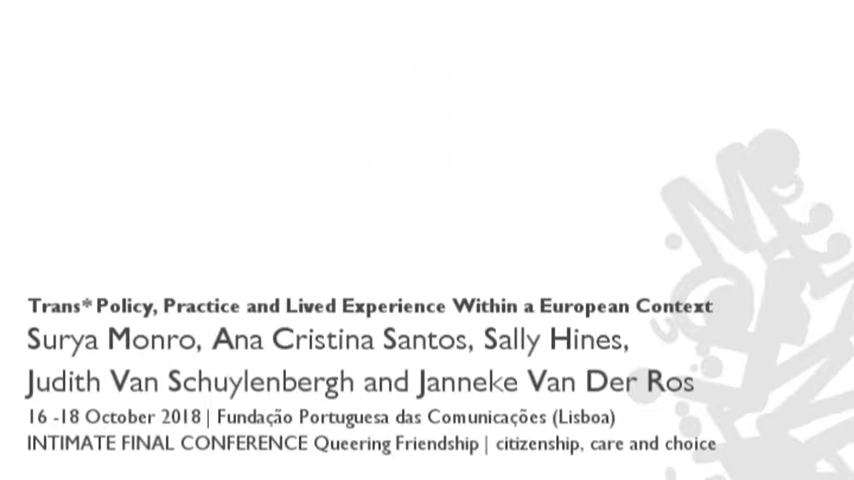 Trans* Policy, Practice and Lived Experience Within a European Context
Surya Monro, Ana Cristina Santos, Sally Hines,
Judith Van Schuylenbergh and Janneke Van Der Ros
16 -18 October 2018 | Fundação Portuguesa das Comunicações (Lisboa)
INTIMATE FINAL CONFERENCE Queering Friendship | citizenship, care and choice